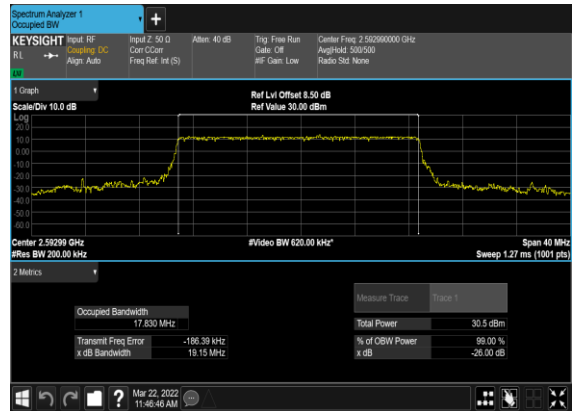 Spectrum Analyzer 1
Occupied BW
+
KEYSIGHT Input: RF Input Z: 50 Ω Atten: 40 dB Trig: Free Run Center Freq: 2.592990000 GHz
RL Coupling: DC Corr CCorr Gate: Off Avg|Hold: 500/500
Align: Auto Freq Ref: Int (S) #IF Gain: Low Radio Std: None
LW
1 Graph
Ref Lvl Offset 8.50 dB
Scale/Div 10.0 dB Ref Value 30.00 dBm
Log
20.0
10.0
0.00
-10.0
-20.0
-30.0
-40.0
-50.0
-60.0
Center 2.59299 GHz #Video BW 620.00 kHz* Span 40 MHz
#Res BW 200.00 kHz Sweep 1.27 ms (1001 pts)
2 Metrics
Measure Trace Trace 1
Occupied Bandwidth
17.830 MHz Total Power 30.5 dBm
Transmit Freq Error -186.39 kHz % of OBW Power 99.00 %
x dB Bandwidth 19.15 MHz x dB -26.00 dB
? Mar 22, 2022
11:46:46 AM